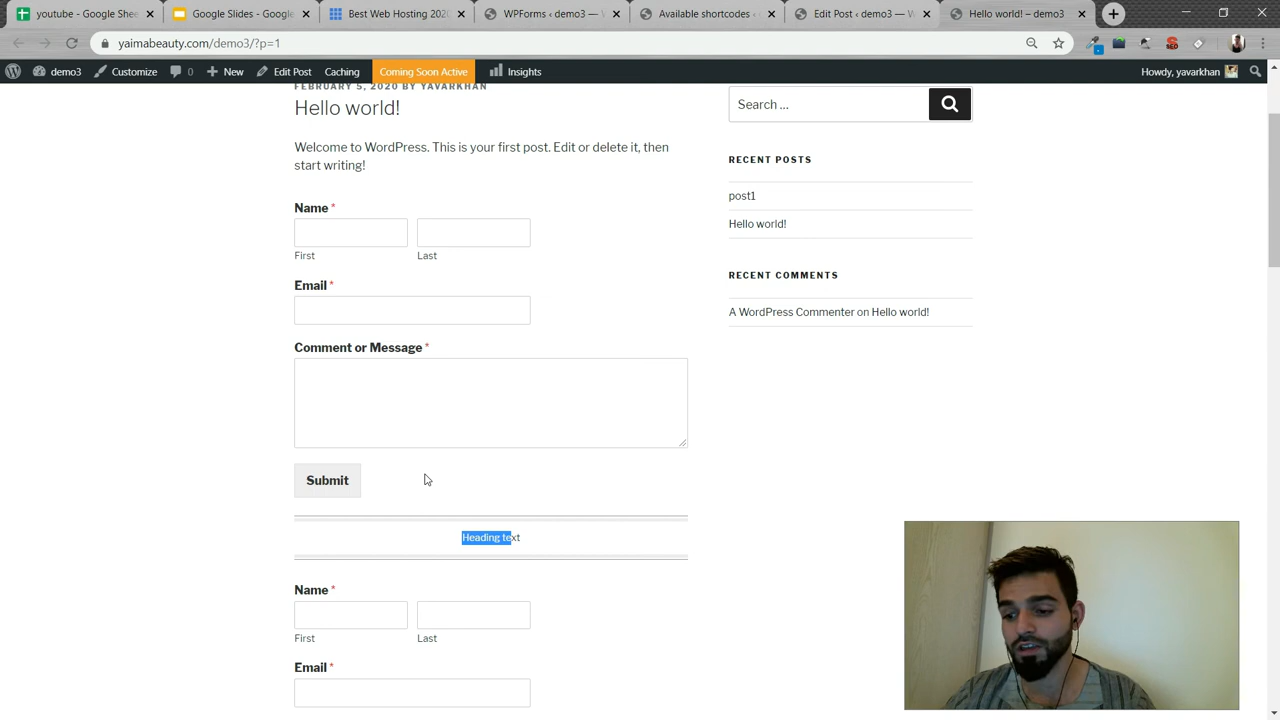 youtube - Google Shee
Google Slides - Google
Best Web Hosting 202
WPForms ‹ demo3 —
Available shortcodes ‹
Edit Post ‹ demo3 — W
Hello world! – demo3
yaimabeauty.com/demo3/?p=1
demo3
Customize
0
New
Edit Post
Caching
Coming Soon Active
Insights
Howdy, yavarkhan
FEBRUARY 5, 2020 BY YAVARKHAN
Hello world!
Welcome to WordPress. This is your first post. Edit or delete it, then
start writing!
Name *
First
Last
Email *
Comment or Message *
Submit
Heading text
Name *
First
Last
Email *
Search …
RECENT POSTS
post1
Hello world!
RECENT COMMENTS
A WordPress Commenter on Hello world!